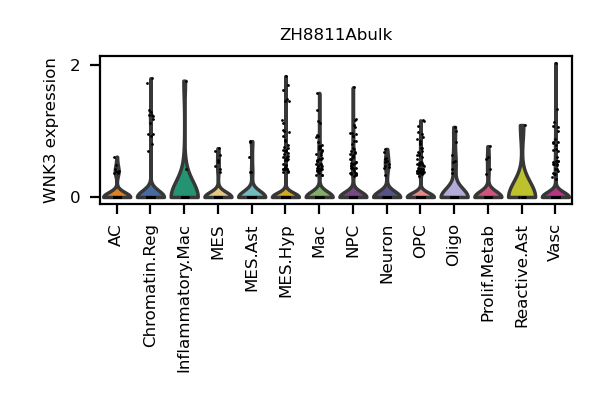 ZH8811Abulk
WNK3 expression
2
0
AC
Chromatin.Reg
Inflammatory.Mac
MES
MES.Ast
MES.Hyp
Mac
NPC
Neuron
OPC
Oligo
Prolif.Metab
Reactive.Ast
Vasc